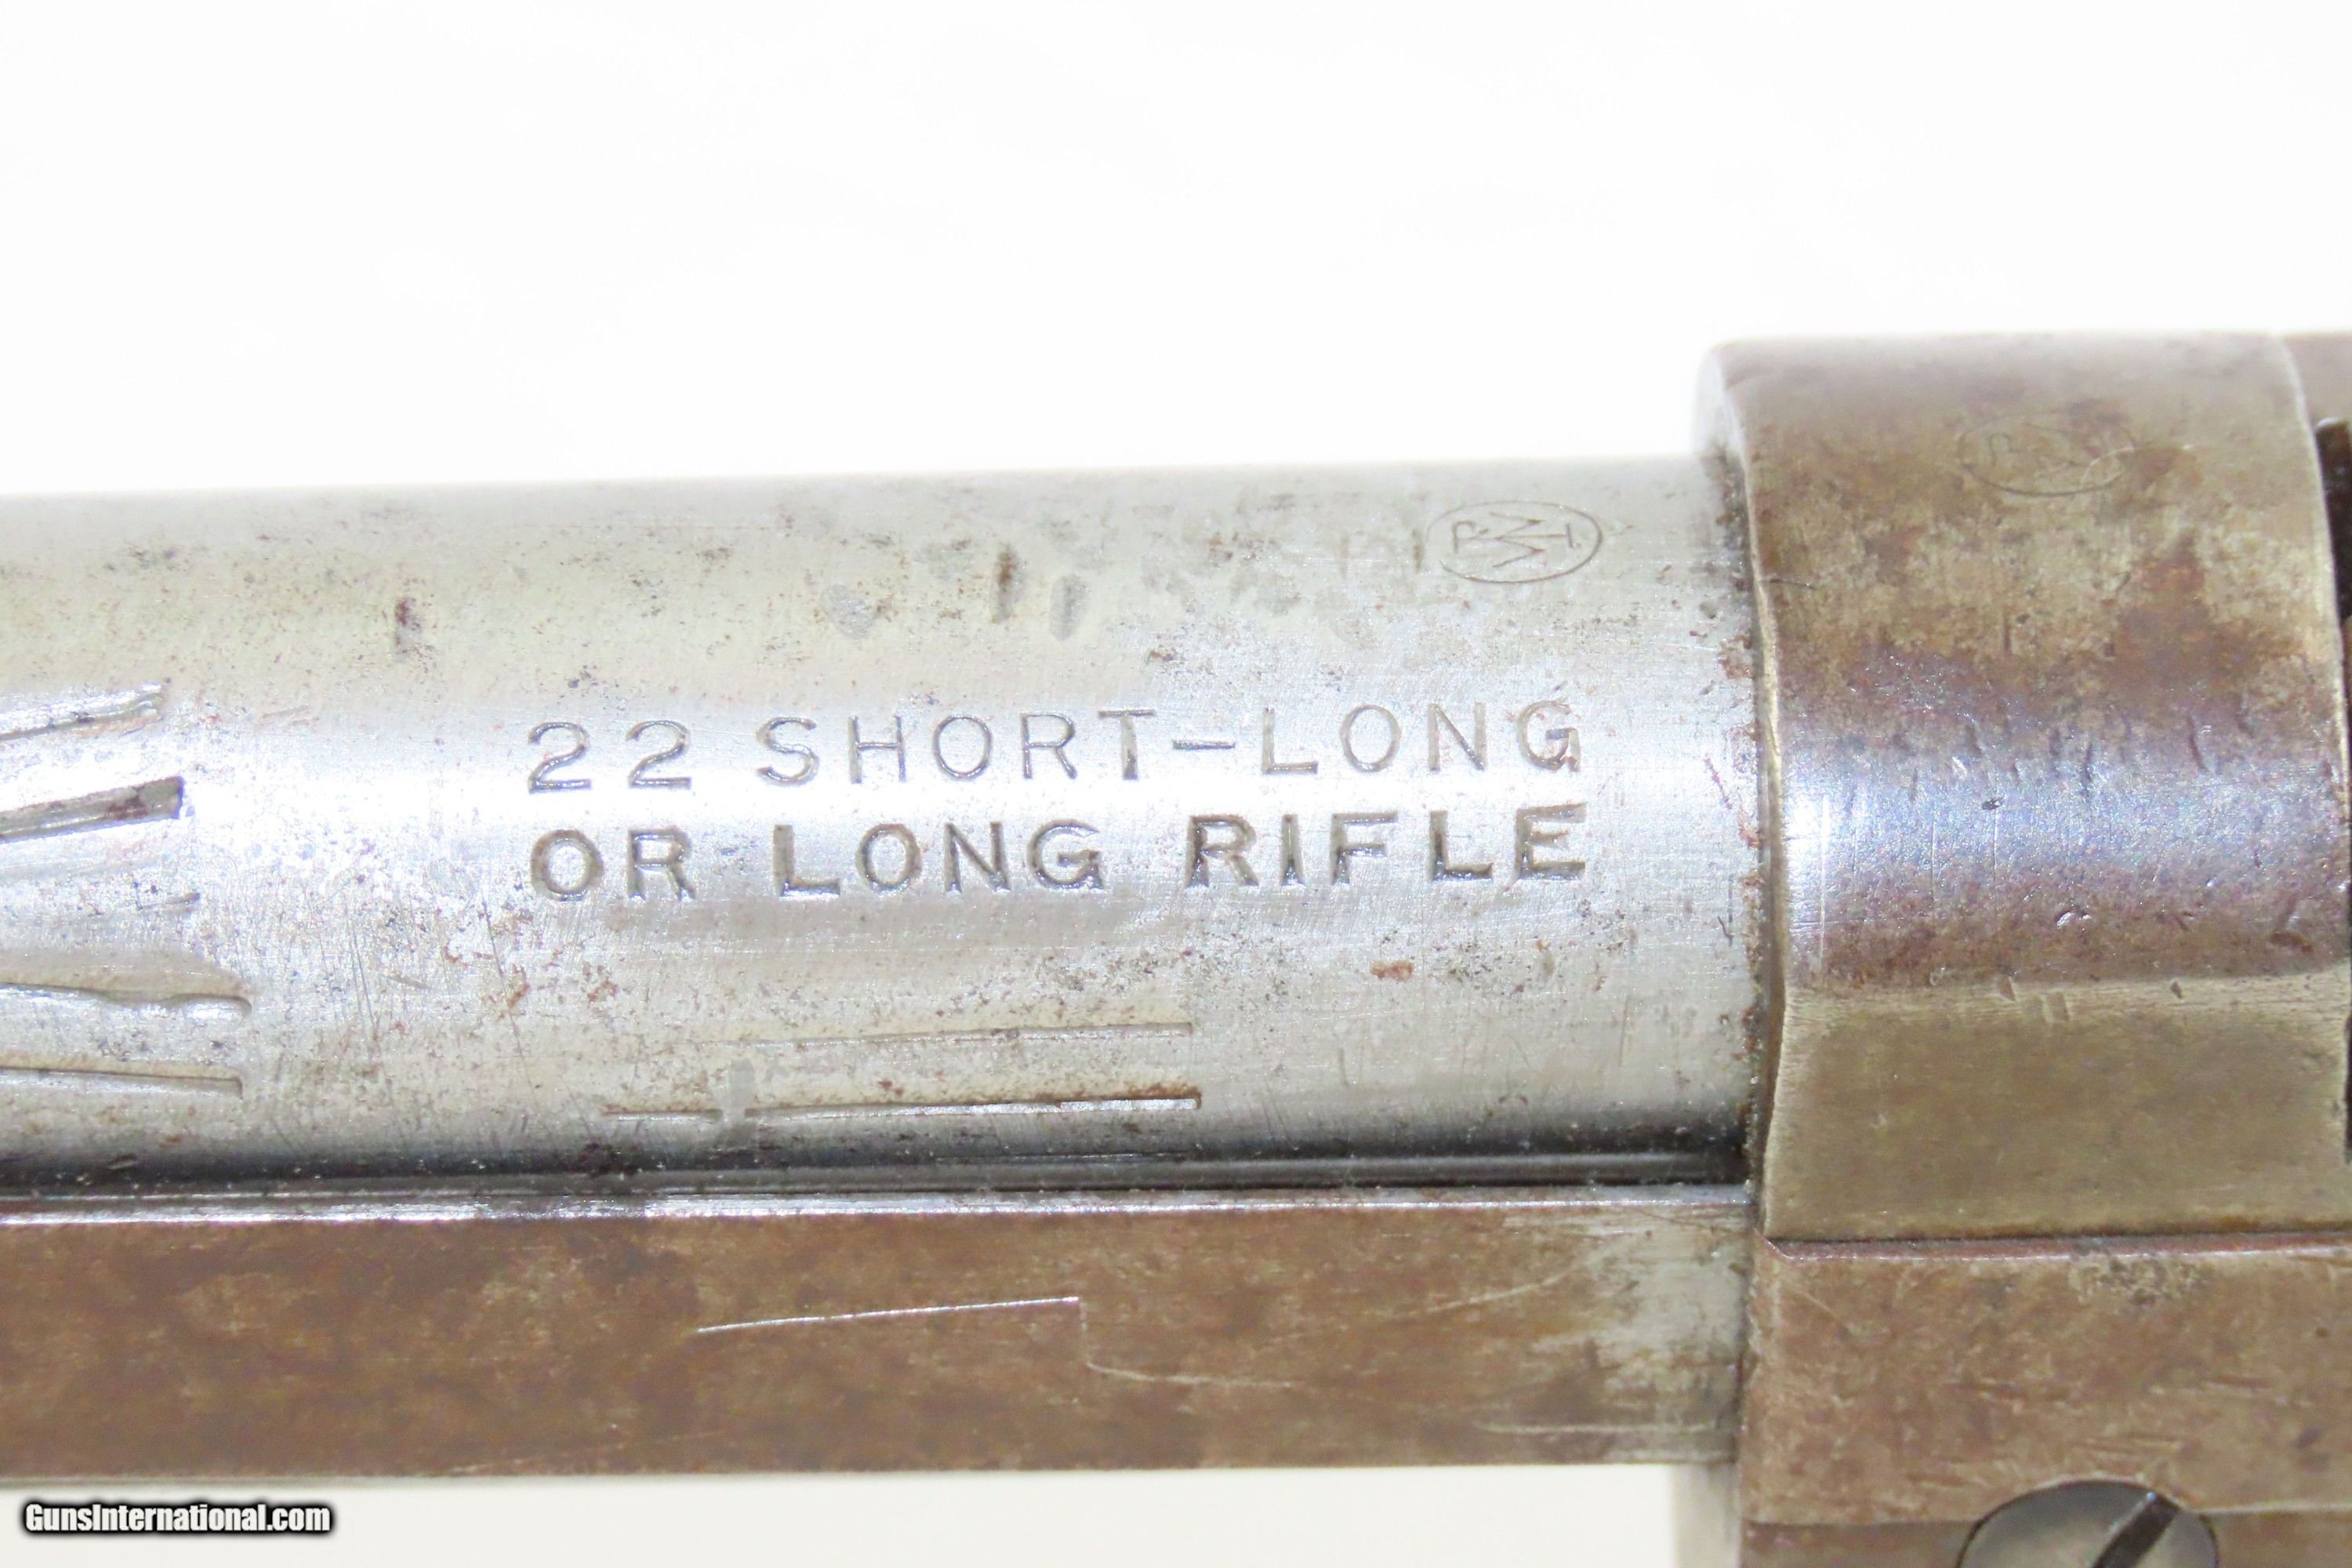 22 SHORT-LONG
OR LONG RIFLE
GunsInternational.com